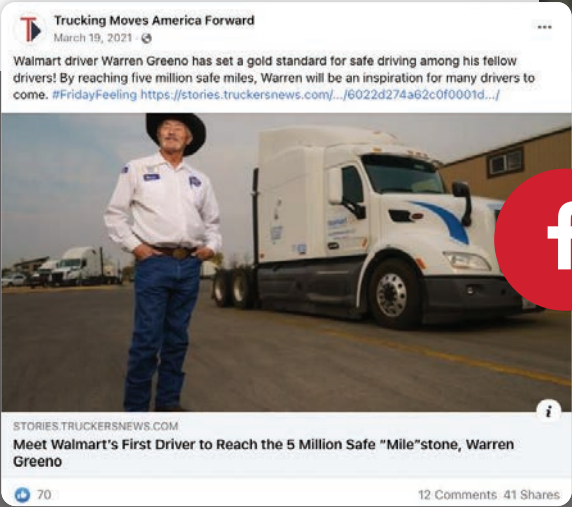 Trucking Moves America Forward
March 19, 2021 ·
Walmart driver Warren Greeno has set a gold standard for safe driving among his fellow
drivers! By reaching five million safe miles, Warren will be an inspiration for many drivers to
come. #FridayFeeling https://stories.truckersnews.com/.../6022d274a62c0f0001d.../
f
i
STORIES.TRUCKERSNEWS.COM
Meet Walmart's First Driver to Reach the 5 Million Safe "Mile"stone, Warren
Greeno
70
12 Comments 41 Shares